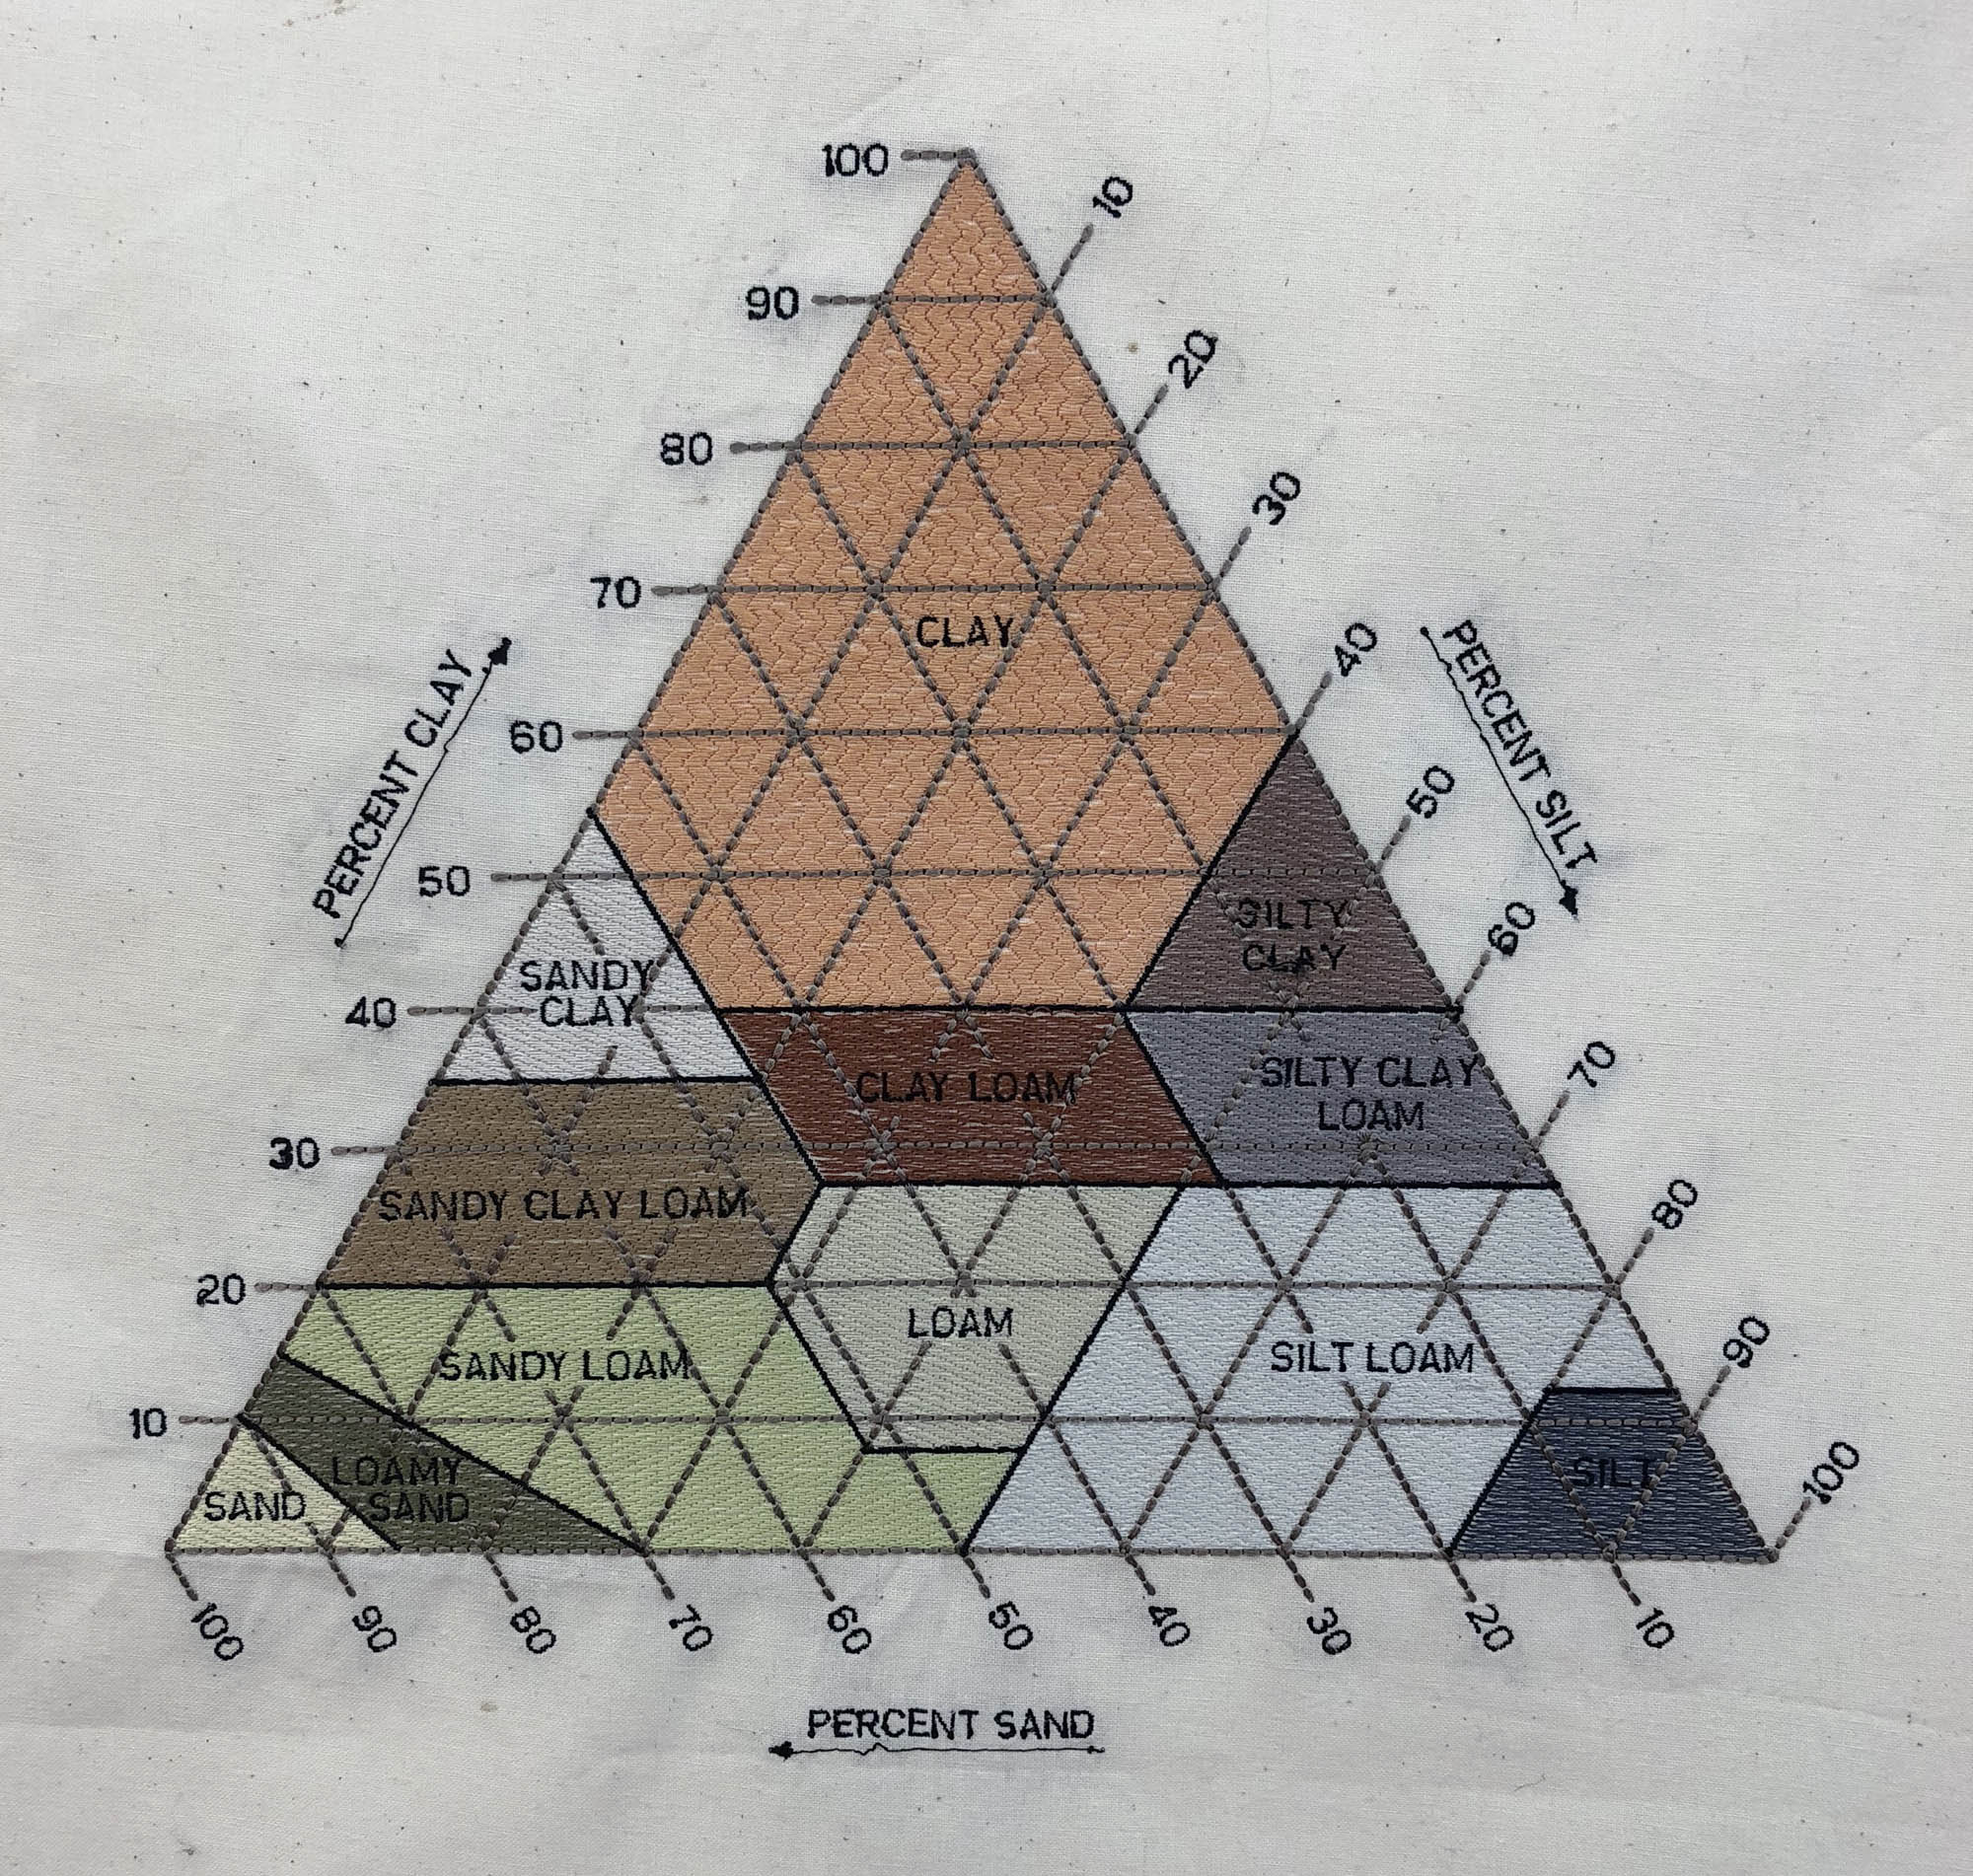 100
10
90
20
80
30
70
CLAY
40
PERCENT CLAY
PERCENT SILT
60
50
50
SILTY
CLAY
60
SANDY
CLAY
40
CLAY LOAM
SILTY CLAY
LOAM
70
30
SANDY CLAY LOAM
80
20
LOAM
SANDY LOAM
SILT LOAM
90
10
LOAMY
SAND
SAND
SILT
100
100
90
80
70
60
50
40
30
20
10
PERCENT SAND